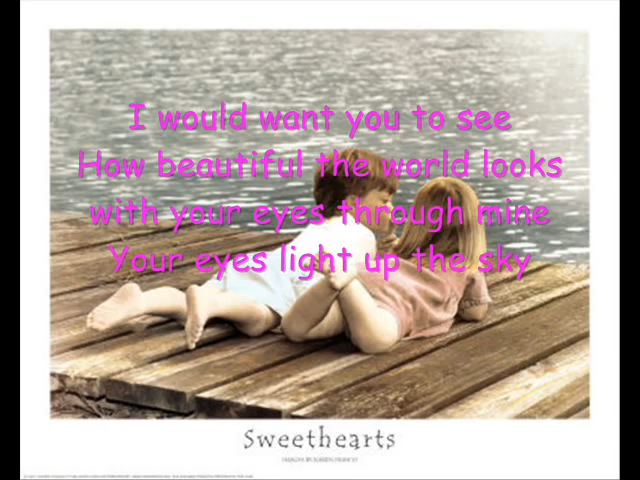 I would want you to see
How beautiful the world looks
with your eyes through mine
Your eyes light up the sky
Sweethearts